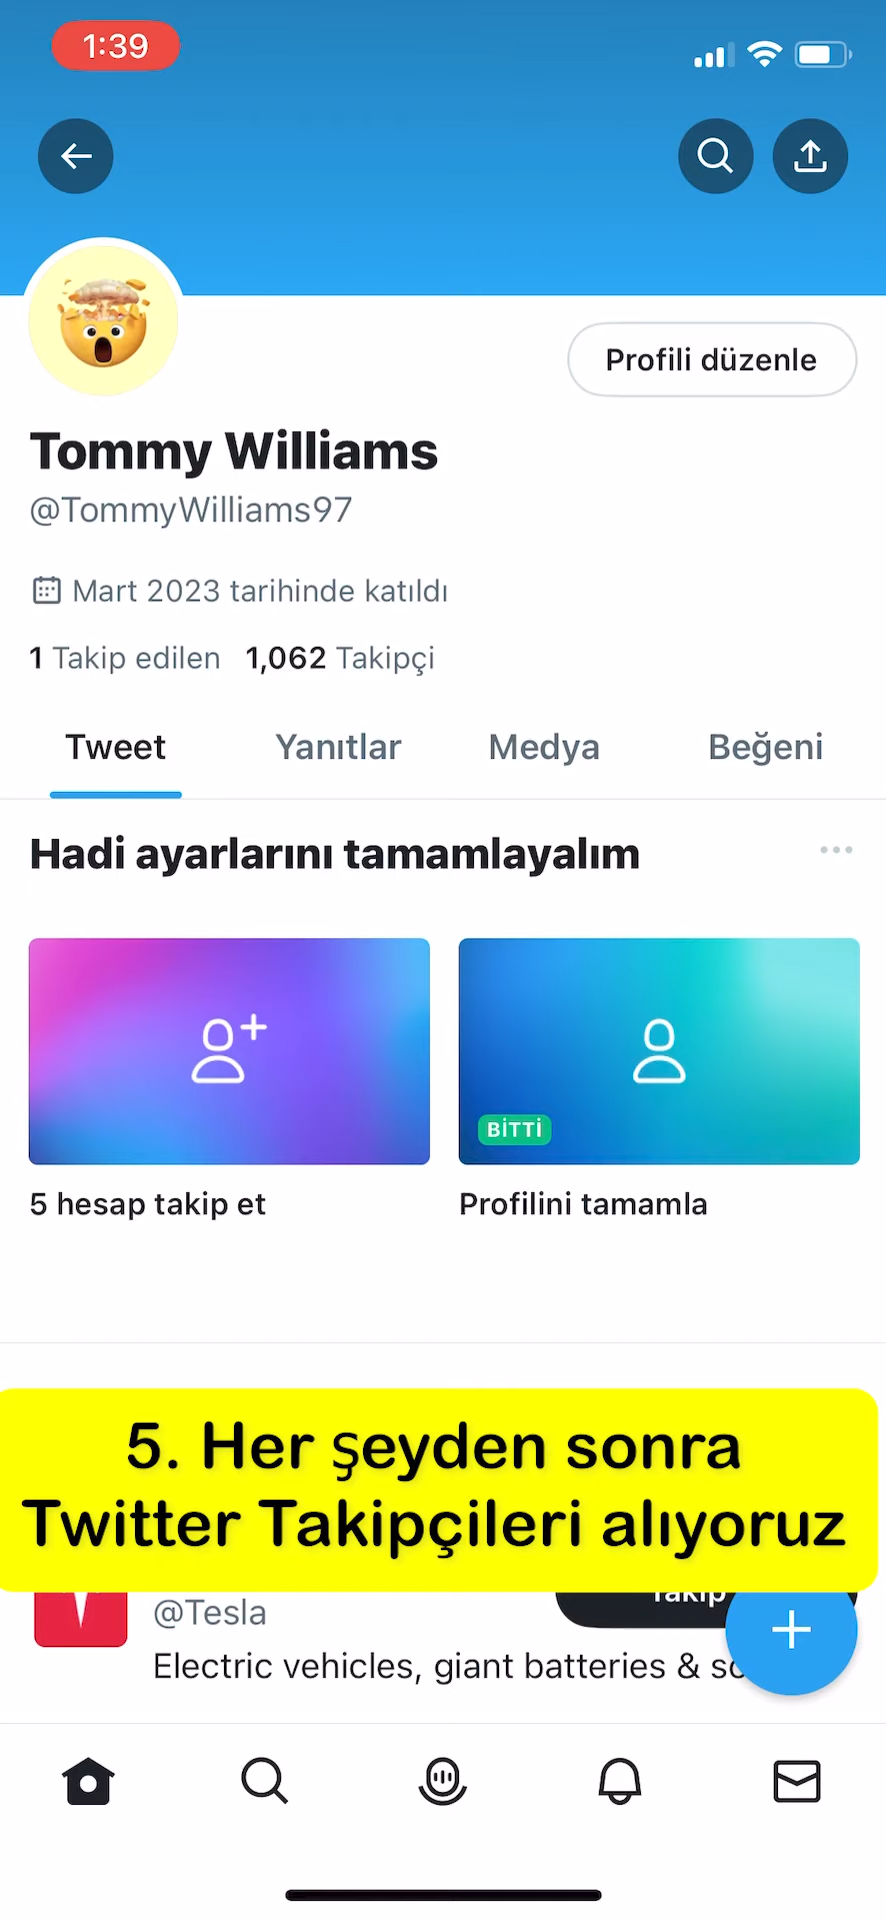 1:39
Profili düzenle
Tommy Williams
@TommyWilliams97
Mart 2023 tarihinde katıldı
1 Takip edilen 1,062 Takipçi
Tweet Yanıtlar Medya Beğeni
Hadi ayarlarını tamamlayalım
BİTTİ
5 hesap takip et Profilini tamamla
5. Her şeyden sonra
Twitter Takipçileri alıyoruz
Takip
@Tesla
Electric vehicles, giant batteries &